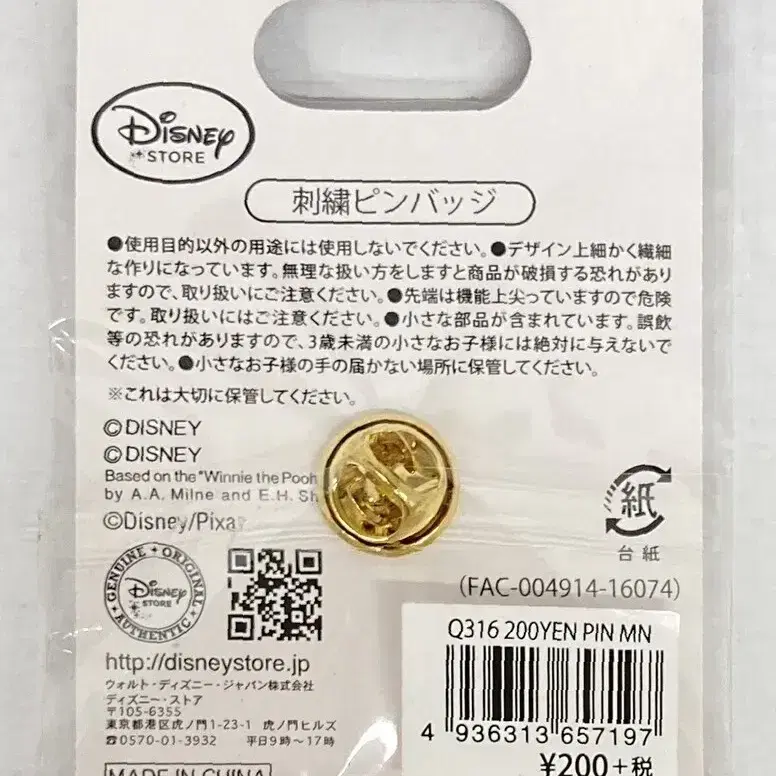 Disney
STORE
刺繍ピンバッジ
●使用目的以外の用途には使用しないでください。●デザイン上細かく繊細
な作りになっています。無理な扱い方をしますと商品が破損する恐れがあり
ますので、取り扱いにご注意ください。●先端は機能上尖っていますので危険
です。取り扱いにはご注意ください。●小さな部品が含まれています。誤飲
等の恐れがありますので、3歳未満の小さなお子様には絶対に与えないで
ください。●小さなお子様の手の届かない場所に保管してください。
※これは大切に保管してください。
©DISNEY
©DISNEY
Based on the "Winnie the Pooh
by A.A. Milne and E.H. Sh
©Disney/Pixar
GENUINE • ORIGINAL
Disney
STORE
AUTHENTIC
紙
台紙
(FAC-004914-16074)
http://disneystore.jp
ウォルト・ディズニー・ジャパン株式会社
ディズニー・ストア
〒105-6355
東京都港区虎ノ門1-23-1 虎ノ門ヒルズ
☎0570-01-3932 平日9時〜17時
MADE IN CHINA
Q316 200YEN PIN MN
4 936313 657197
¥200+税